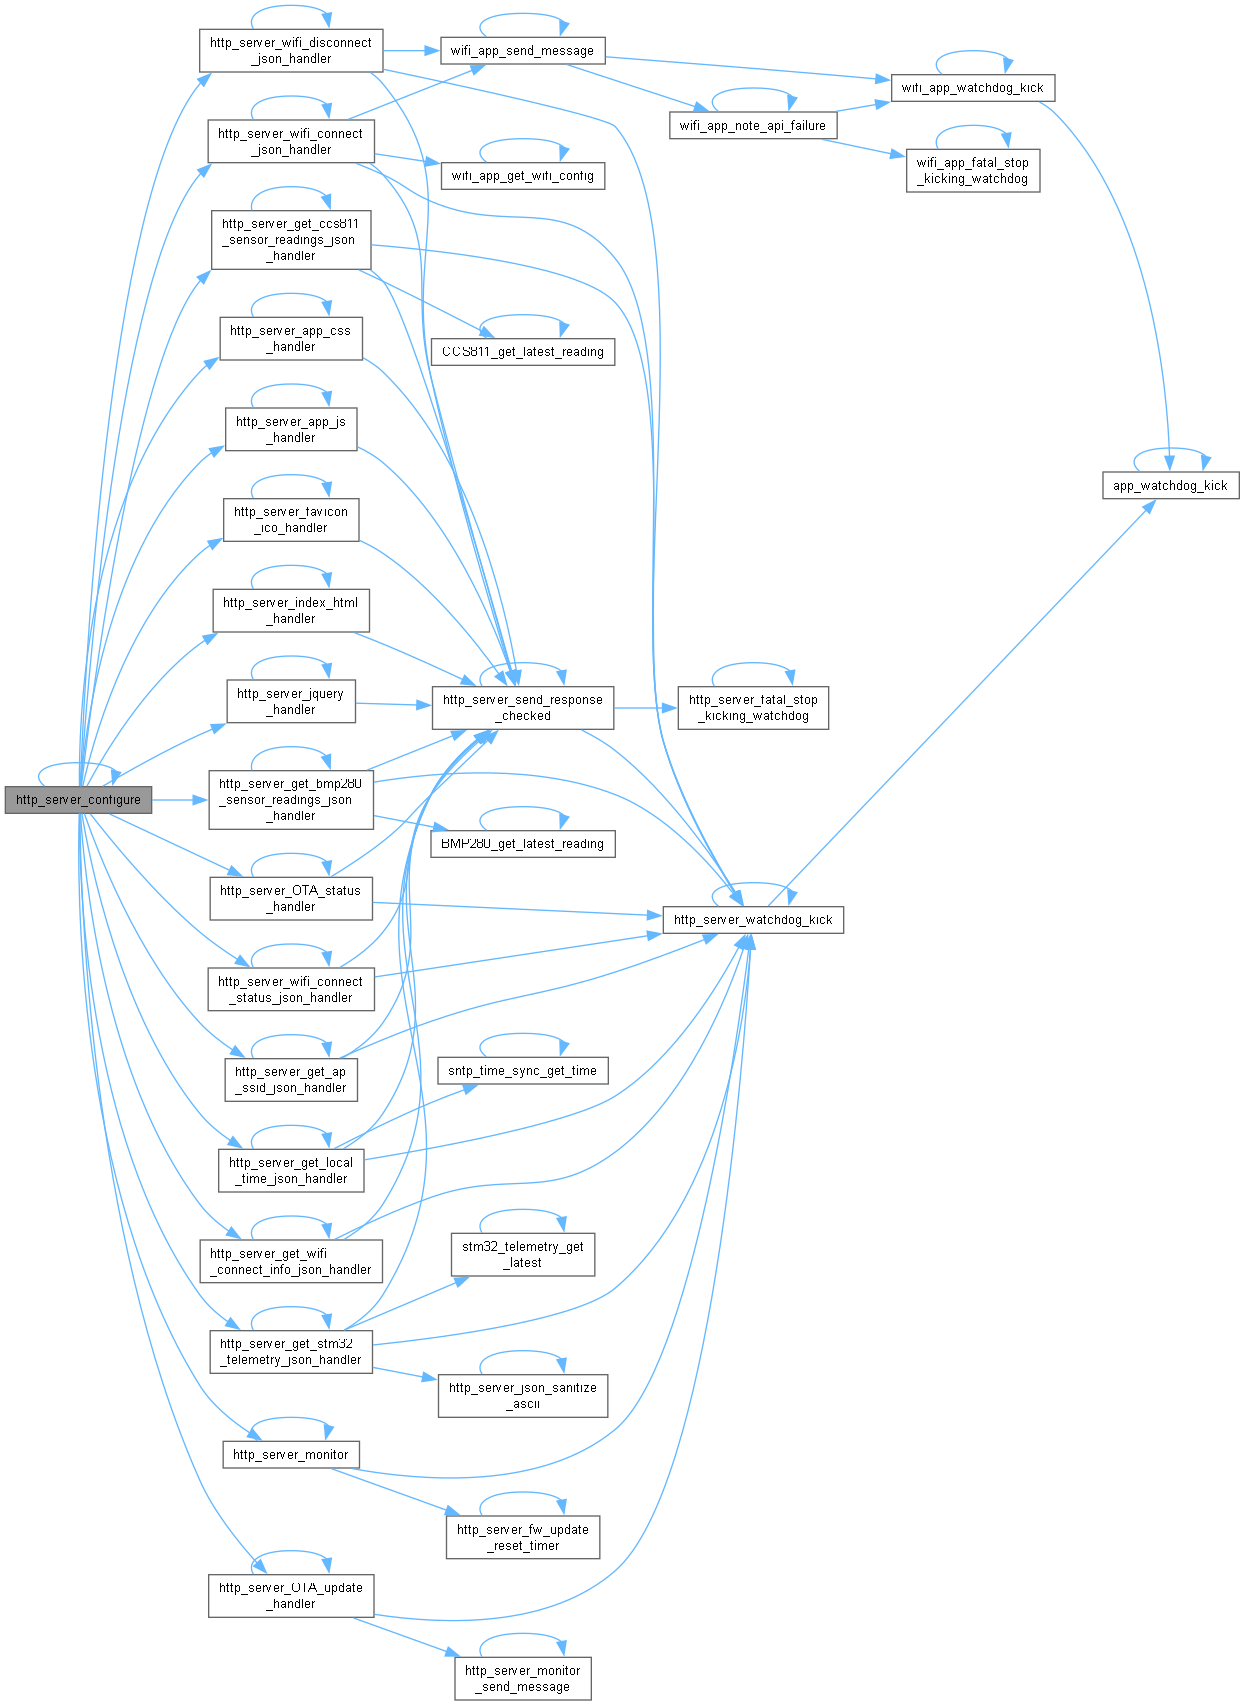 http_server_wifi_disconnect
_json_handler
wifi_app_send_message
wifi_app_watchdog_kick
wifi_app_note_api_failure
http_server_wifi_connect
_json_handler
wifi_app_fatal_stop
_kicking_watchdog
wifi_app_get_wifi_config
http_server_get_ccs811
_sensor_readings_json
_handler
http_server_app_css
_handler
CCS811_get_latest_reading
http_server_app_js
_handler
app_watchdog_kick
http_server_favicon
_ico_handler
http_server_index_html
_handler
http_server_jquery
_handler
http_server_send_response
_checked
http_server_fatal_stop
_kicking_watchdog
http_server_configure
http_server_get_bmp280
_sensor_readings_json
_handler
BMP280_get_latest_reading
http_server_OTA_status
_handler
http_server_watchdog_kick
http_server_wifi_connect
_status_json_handler
http_server_get_ap
_ssid_json_handler
sntp_time_sync_get_time
http_server_get_local
_time_json_handler
http_server_get_wifi
_connect_info_json_handler
stm32_telemetry_get
_latest
http_server_get_stm32
_telemetry_json_handler
http_server_json_sanitize
_ascii
http_server_monitor
http_server_fw_update
_reset_timer
http_server_OTA_update
_handler
http_server_monitor
_send_message